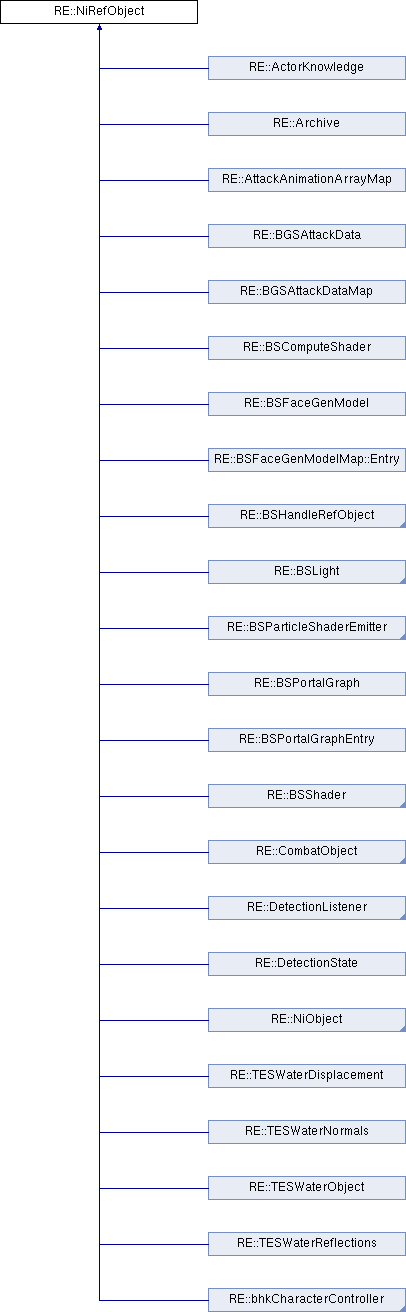 RE::NiRefObject
RE::ActorKnowledge
RE::Archive
RE::AttackAnimationArrayMap
RE::BGSAttackData
RE::BGSAttackDataMap
RE::BSComputeShader
RE::BSFaceGenModel
RE::BSFaceGenModelMap::Entry
RE::BSHandleRefObject
RE::BSLight
RE::BSParticleShaderEmitter
RE::BSPortalGraph
RE::BSPortalGraphEntry
RE::BSShader
RE::CombatObject
RE::DetectionListener
RE::DetectionState
RE::NiObject
RE::TESWaterDisplacement
RE::TESWaterNormals
RE::TESWaterObject
RE::TESWaterReflections
RE::bhkCharacterController